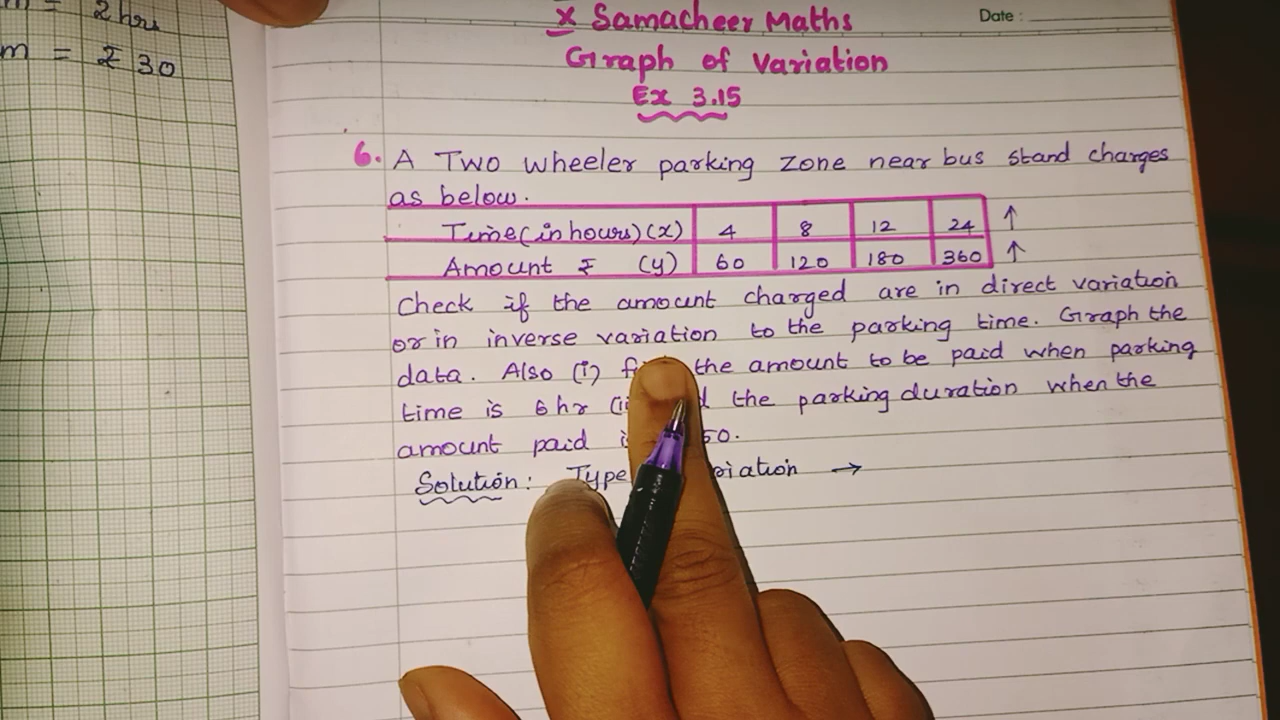 m = 2 hrs
m = ₹ 30
X Samacheer Maths
Date :
Graph of Variation
Ex 3.15
6. A Two wheeler parking zone near bus stand charges
as below.
Time (in hours) (x) 4 8 12 24 ↑
Amount ₹ (y) 60 120 180 360 ↑
Check if the amount charged are in direct variation
or in inverse variation to the parking time. Graph the
data. Also (i) the amount to be paid when parking
time is 6 hr the parking duration when the
amount paid 50.
Solution: Type →